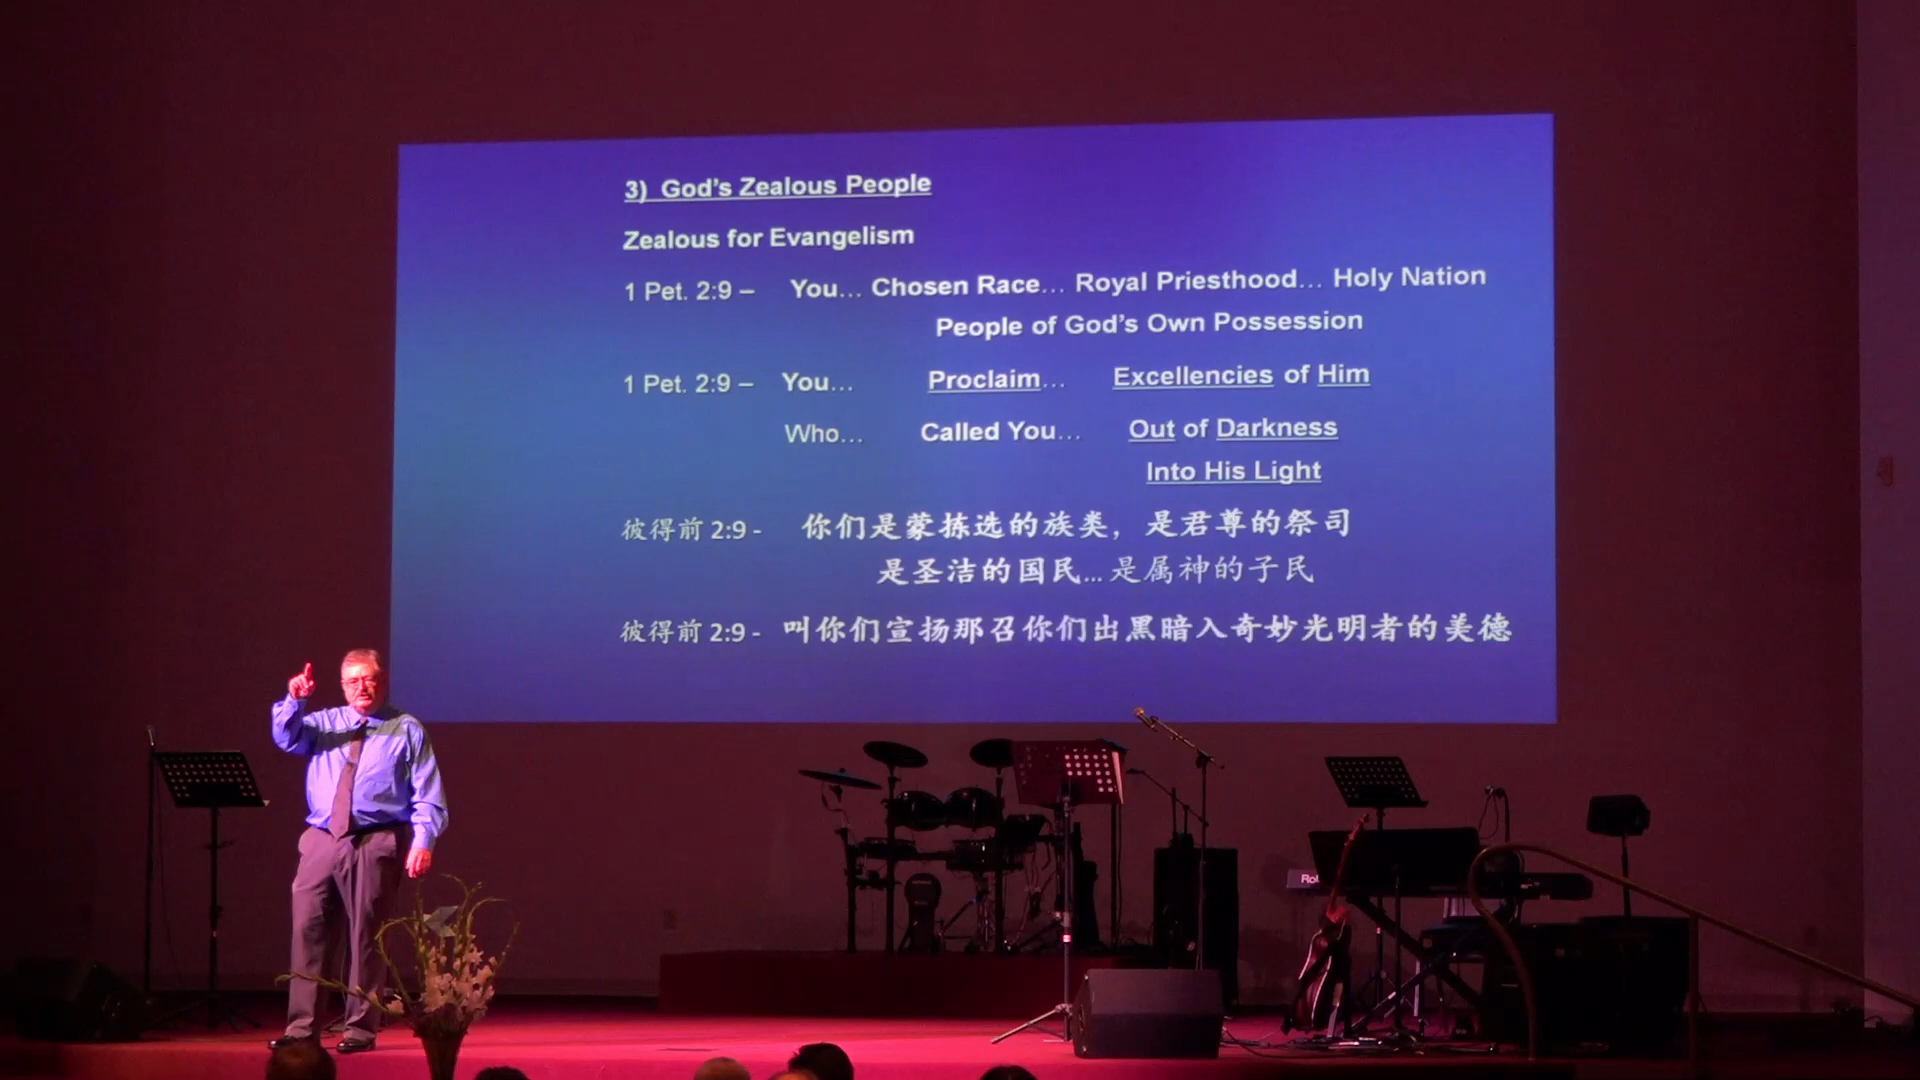 3) God's Zealous People
Zealous for Evangelism
1 Pet. 2:9 – You… Chosen Race… Royal Priesthood… Holy Nation
People of God's Own Possession
1 Pet. 2:9 – You… Proclaim… Excellencies of Him
Who… Called You… Out of Darkness
Into His Light
彼得前 2:9 - 你们是蒙拣选的族类，是君尊的祭司
是圣洁的国民... 是属神的子民
彼得前 2:9 - 叫你们宣扬那召你们出黑暗入奇妙光明者的美德